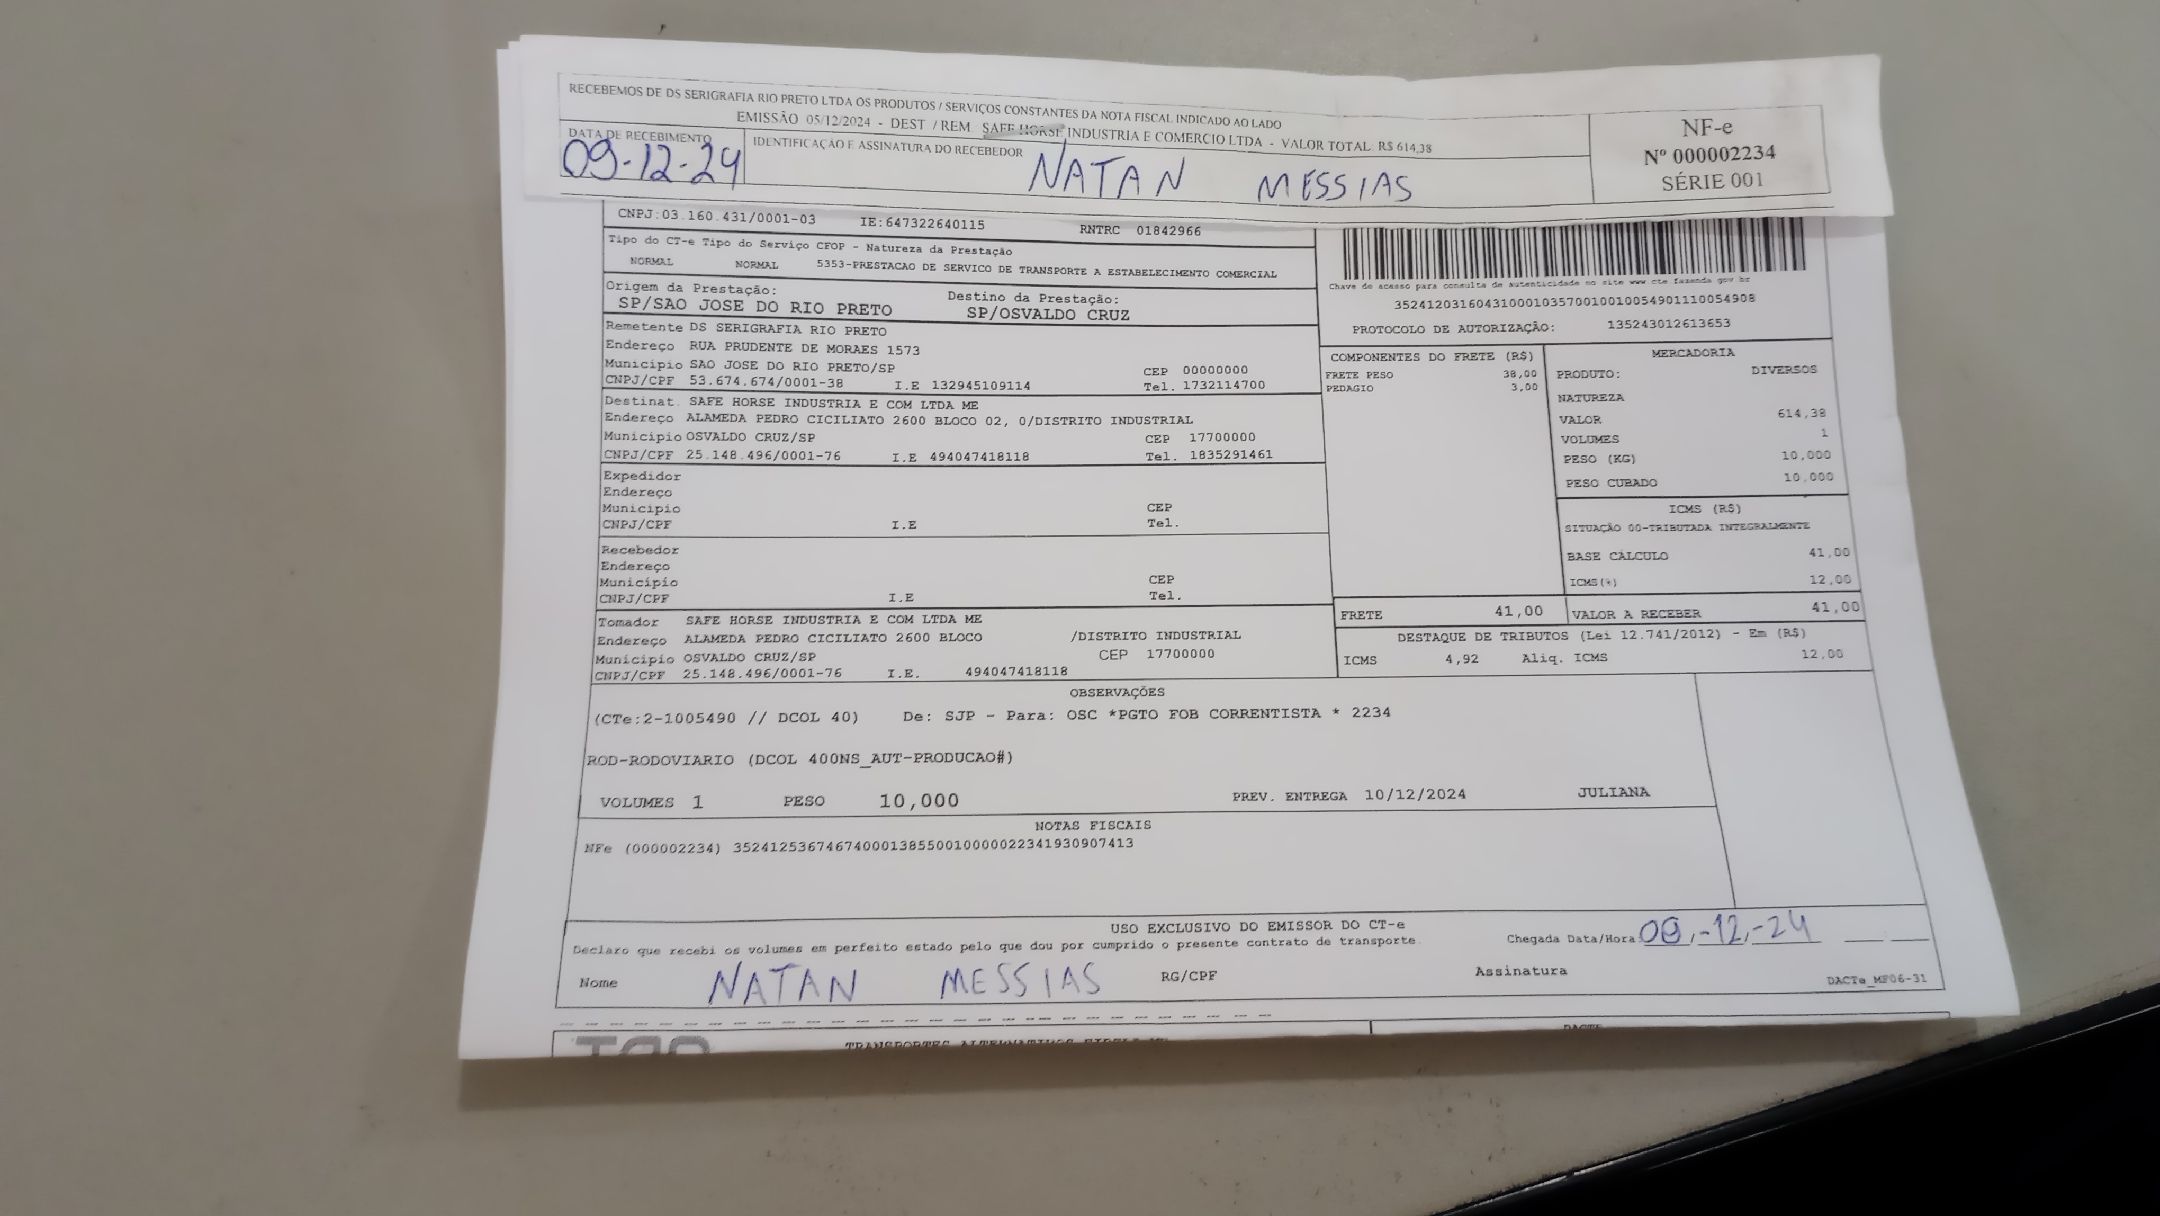 RECEBEMOS DE DS SERIGRAFIA RIO PRETO LTDA OS PRODUTOS / SERVIÇOS CONSTANTES DA NOTA FISCAL INDICADO AO LADO
EMISSÃO 05/12/2024 - DEST / REM SAFE HORSE INDUSTRIA E COMERCIO LTDA - VALOR TOTAL R$ 614,38
DATA DE RECEBIMENTO
09-12-24
IDENTIFICAÇÃO E ASSINATURA DO RECEBEDOR
NATAN MESSIAS
NF-e
Nº 000002234
SÉRIE 001
CNPJ:03.160.431/0001-03 IE:647322640115 RNTRC 01842966
Tipo do CT-e Tipo do Serviço CFOP - Natureza da Prestação
NORMAL NORMAL 5353-PRESTACAO DE SERVICO DE TRANSPORTE A ESTABELECIMENTO COMERCIAL
Origem da Prestação: Destino da Prestação:
SP/SAO JOSE DO RIO PRETO SP/OSVALDO CRUZ
Chave de acesso para consulta de autenticidade no site www cte fazenda gov br
35241203160431000103570010010054901110054908
PROTOCOLO DE AUTORIZAÇÃO: 135243012613653
Remetente DS SERIGRAFIA RIO PRETO
Endereço RUA PRUDENTE DE MORAES 1573
Municipio SAO JOSE DO RIO PRETO/SP CEP 00000000
CNPJ/CPF 53.674.674/0001-38 I.E 132945109114 Tel. 1732114700
Destinat. SAFE HORSE INDUSTRIA E COM LTDA ME
Endereço ALAMEDA PEDRO CICILIATO 2600 BLOCO 02, 0/DISTRITO INDUSTRIAL
Municipio OSVALDO CRUZ/SP CEP 17700000
CNPJ/CPF 25.148.496/0001-76 I.E 494047418118 Tel. 1835291461
Expedidor
Endereço
Municipio CEP
CNPJ/CPF I.E Tel.
Recebedor
Endereço
Município CEP
CNPJ/CPF I.E Tel.
Tomador SAFE HORSE INDUSTRIA E COM LTDA ME
Endereço ALAMEDA PEDRO CICILIATO 2600 BLOCO /DISTRITO INDUSTRIAL
Municipio OSVALDO CRUZ/SP CEP 17700000
CNPJ/CPF 25.148.496/0001-76 I.E. 494047418118
COMPONENTES DO FRETE (R$)
FRETE PESO 38,00
PEDAGIO 3,00
MERCADORIA
PRODUTO: DIVERSOS
NATUREZA
VALOR 614,38
VOLUMES 1
PESO (KG) 10,000
PESO CUBADO 10,000
ICMS (R$)
SITUAÇÃO 00-TRIBUTADA INTEGRALMENTE
BASE CÁLCULO 41,00
ICMS(%) 12,00
FRETE 41,00 VALOR A RECEBER 41,00
DESTAQUE DE TRIBUTOS (Lei 12.741/2012) - Em (R$)
ICMS 4,92 Aliq. ICMS 12,00
OBSERVAÇÕES
(CTe:2-1005490 // DCOL 40) De: SJP - Para: OSC *PGTO FOB CORRENTISTA * 2234
ROD-RODOVIARIO (DCOL 400NS_AUT-PRODUCAO#)
VOLUMES 1 PESO 10,000 PREV. ENTREGA 10/12/2024 JULIANA
NOTAS FISCAIS
NFe (000002234) 35241253674674000138550010000022341930907413
USO EXCLUSIVO DO EMISSOR DO CT-e
Declaro que recebi os volumes em perfeito estado pelo que dou por cumprido o presente contrato de transporte.
Chegada Data/Hora 09,-12,-24
Nome NATAN MESSIAS RG/CPF Assinatura
DACTe_MF06-31